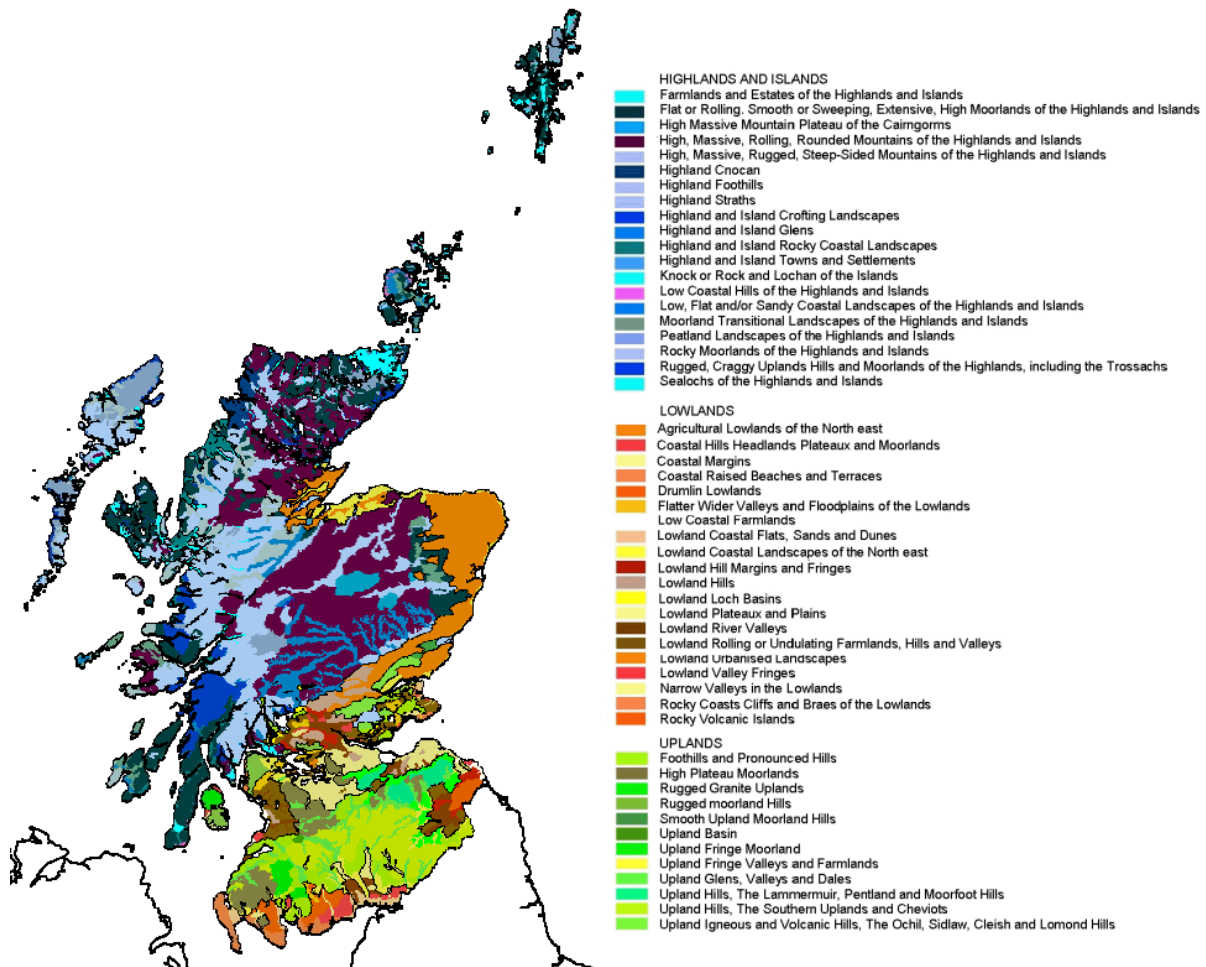 HIGHLANDS AND ISLANDS
Farmlands and Estates of the Highlands and Islands
Flat or Rolling. Smooth or Sweeping, Extensive, High Moorlands of the Highlands and Islands
High Massive Mountain Plateau of the Cairngorms
High, Massive, Rolling, Rounded Mountains of the Highlands and Islands
High, Massive, Rugged, Steep-Sided Mountains of the Highlands and Islands
Highland Cnocan
Highland Foothills
Highland Straths
Highland and Island Crofting Landscapes
Highland and Island Glens
Highland and Island Rocky Coastal Landscapes
Highland and Island Towns and Settlements
Knock or Rock and Lochan of the Islands
Low Coastal Hills of the Highlands and Islands
Low, Flat and/or Sandy Coastal Landscapes of the Highlands and Islands
Moorland Transitional Landscapes of the Highlands and Islands
Peatland Landscapes of the Highlands and Islands
Rocky Moorlands of the Highlands and Islands
Rugged, Craggy Uplands Hills and Moorlands of the Highlands, including the Trossachs
Sealochs of the Highlands and Islands
LOWLANDS
Agricultural Lowlands of the North east
Coastal Hills Headlands Plateaux and Moorlands
Coastal Margins
Coastal Raised Beaches and Terraces
Drumlin Lowlands
Flatter Wider Valleys and Floodplains of the Lowlands
Low Coastal Farmlands
Lowland Coastal Flats, Sands and Dunes
Lowland Coastal Landscapes of the North east
Lowland Hill Margins and Fringes
Lowland Hills
Lowland Loch Basins
Lowland Plateaux and Plains
Lowland River Valleys
Lowland Rolling or Undulating Farmlands, Hills and Valleys
Lowland Urbanised Landscapes
Lowland Valley Fringes
Narrow Valleys in the Lowlands
Rocky Coasts Cliffs and Braes of the Lowlands
Rocky Volcanic Islands
UPLANDS
Foothills and Pronounced Hills
High Plateau Moorlands
Rugged Granite Uplands
Rugged moorland Hills
Smooth Upland Moorland Hills
Upland Basin
Upland Fringe Moorland
Upland Fringe Valleys and Farmlands
Upland Glens, Valleys and Dales
Upland Hills, The Lammermuir, Pentland and Moorfoot Hills
Upland Hills, The Southern Uplands and Cheviots
Upland Igneous and Volcanic Hills, The Ochil, Sidlaw, Cleish and Lomond Hills